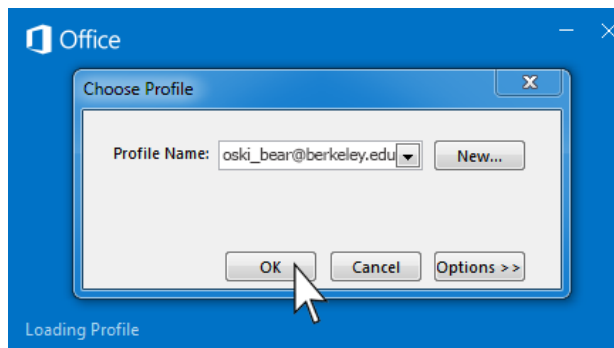 Office
Choose Profile
Profile Name: oski_bear@berkeley.edu New...
OK Cancel Options >>
Loading Profile